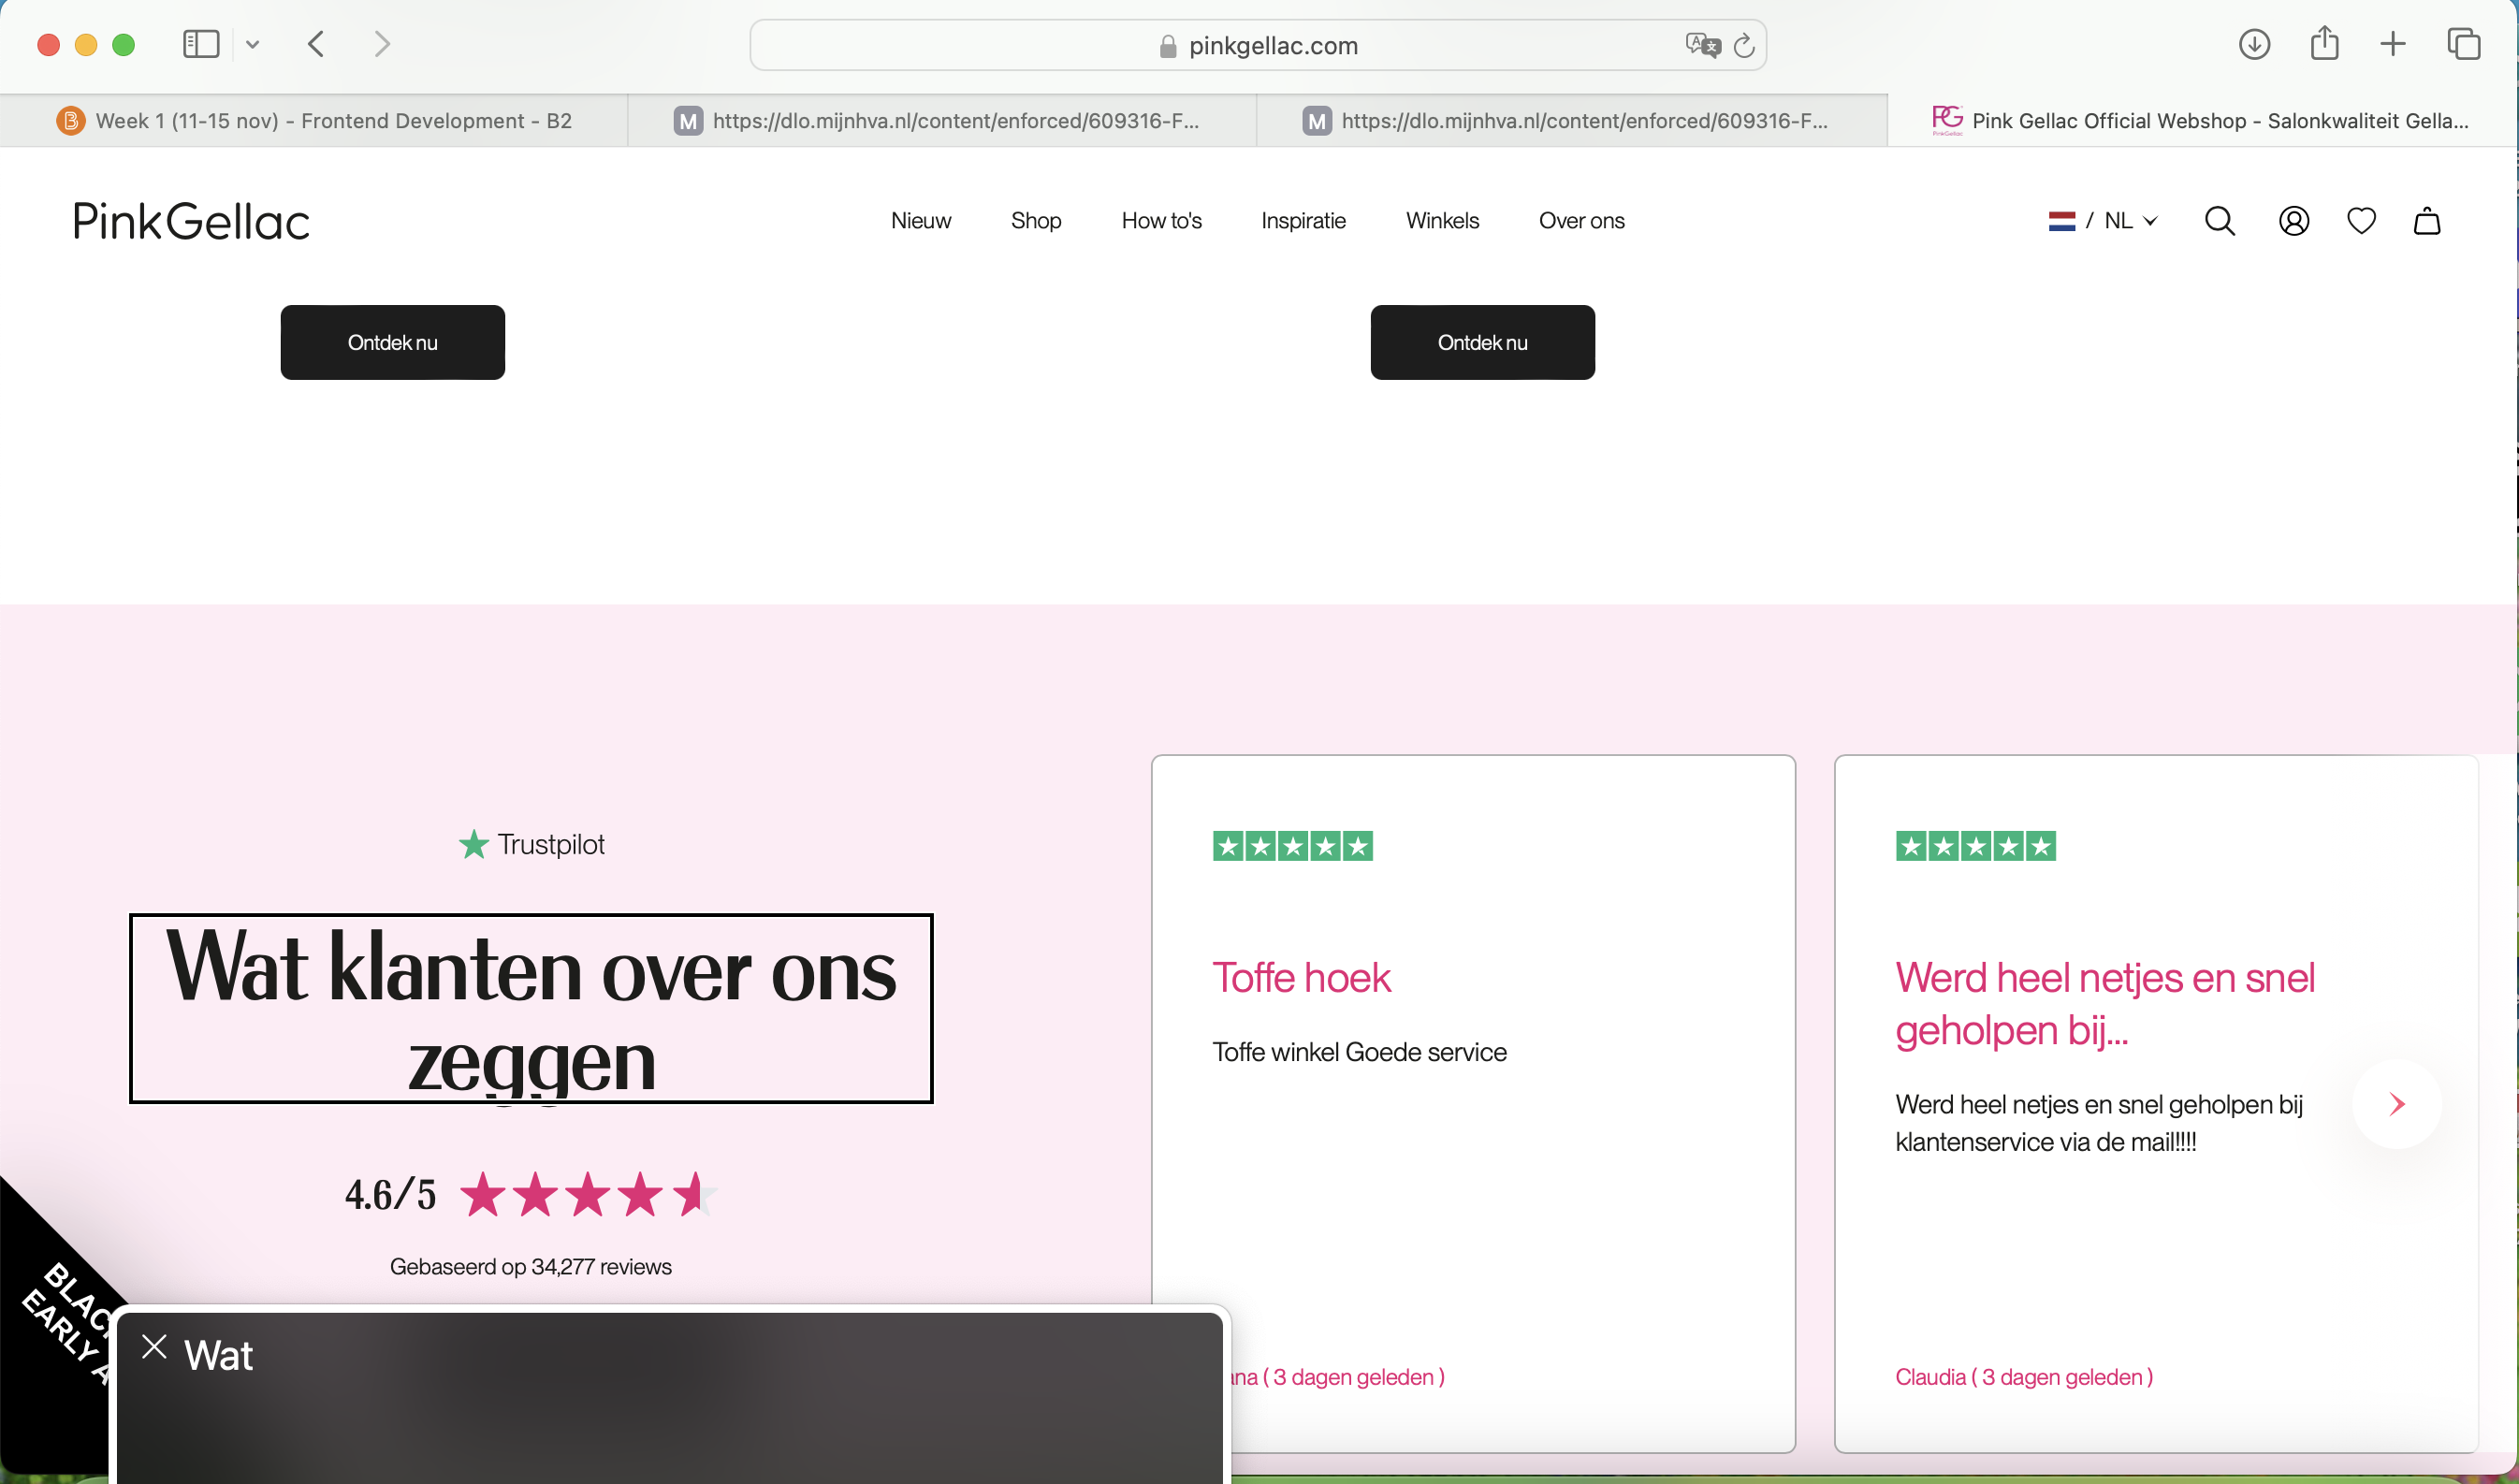 pinkgellac.com
Week 1 (11-15 nov) - Frontend Development - B2
M https://dlo.mijnhva.nl/content/enforced/609316-F...
M https://dlo.mijnhva.nl/content/enforced/609316-F...
PG Pink Gellac Official Webshop - Salonkwaliteit Gella...
PinkGellac
Nieuw Shop How to's Inspiratie Winkels Over ons
/ NL
Ontdek nu Ontdek nu
Trustpilot
Wat klanten over ons
zeggen
4.6/5
Gebaseerd op 34,277 reviews
Toffe hoek
Toffe winkel Goede service
ana ( 3 dagen geleden )
Werd heel netjes en snel
geholpen bij...
Werd heel netjes en snel geholpen bij
klantenservice via de mail!!!!
Claudia ( 3 dagen geleden )
BLAC
EARLY A
Wat